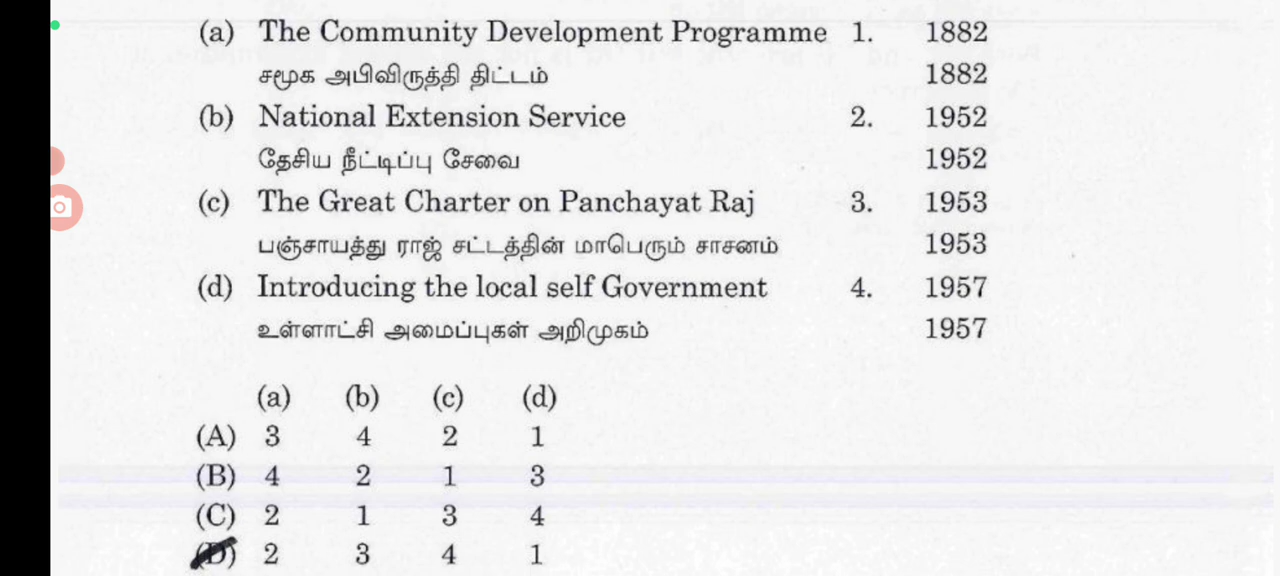 (a) The Community Development Programme 1. 1882
சமூக அபிவிருத்தி திட்டம் 1882
(b) National Extension Service 2. 1952
தேசிய நீட்டிப்பு சேவை 1952
(c) The Great Charter on Panchayat Raj 3. 1953
பஞ்சாயத்து ராஜ் சட்டத்தின் மாபெரும் சாசனம் 1953
(d) Introducing the local self Government 4. 1957
உள்ளாட்சி அமைப்புகள் அறிமுகம் 1957
(a) (b) (c) (d)
(A) 3 4 2 1
(B) 4 2 1 3
(C) 2 1 3 4
(D) 2 3 4 1